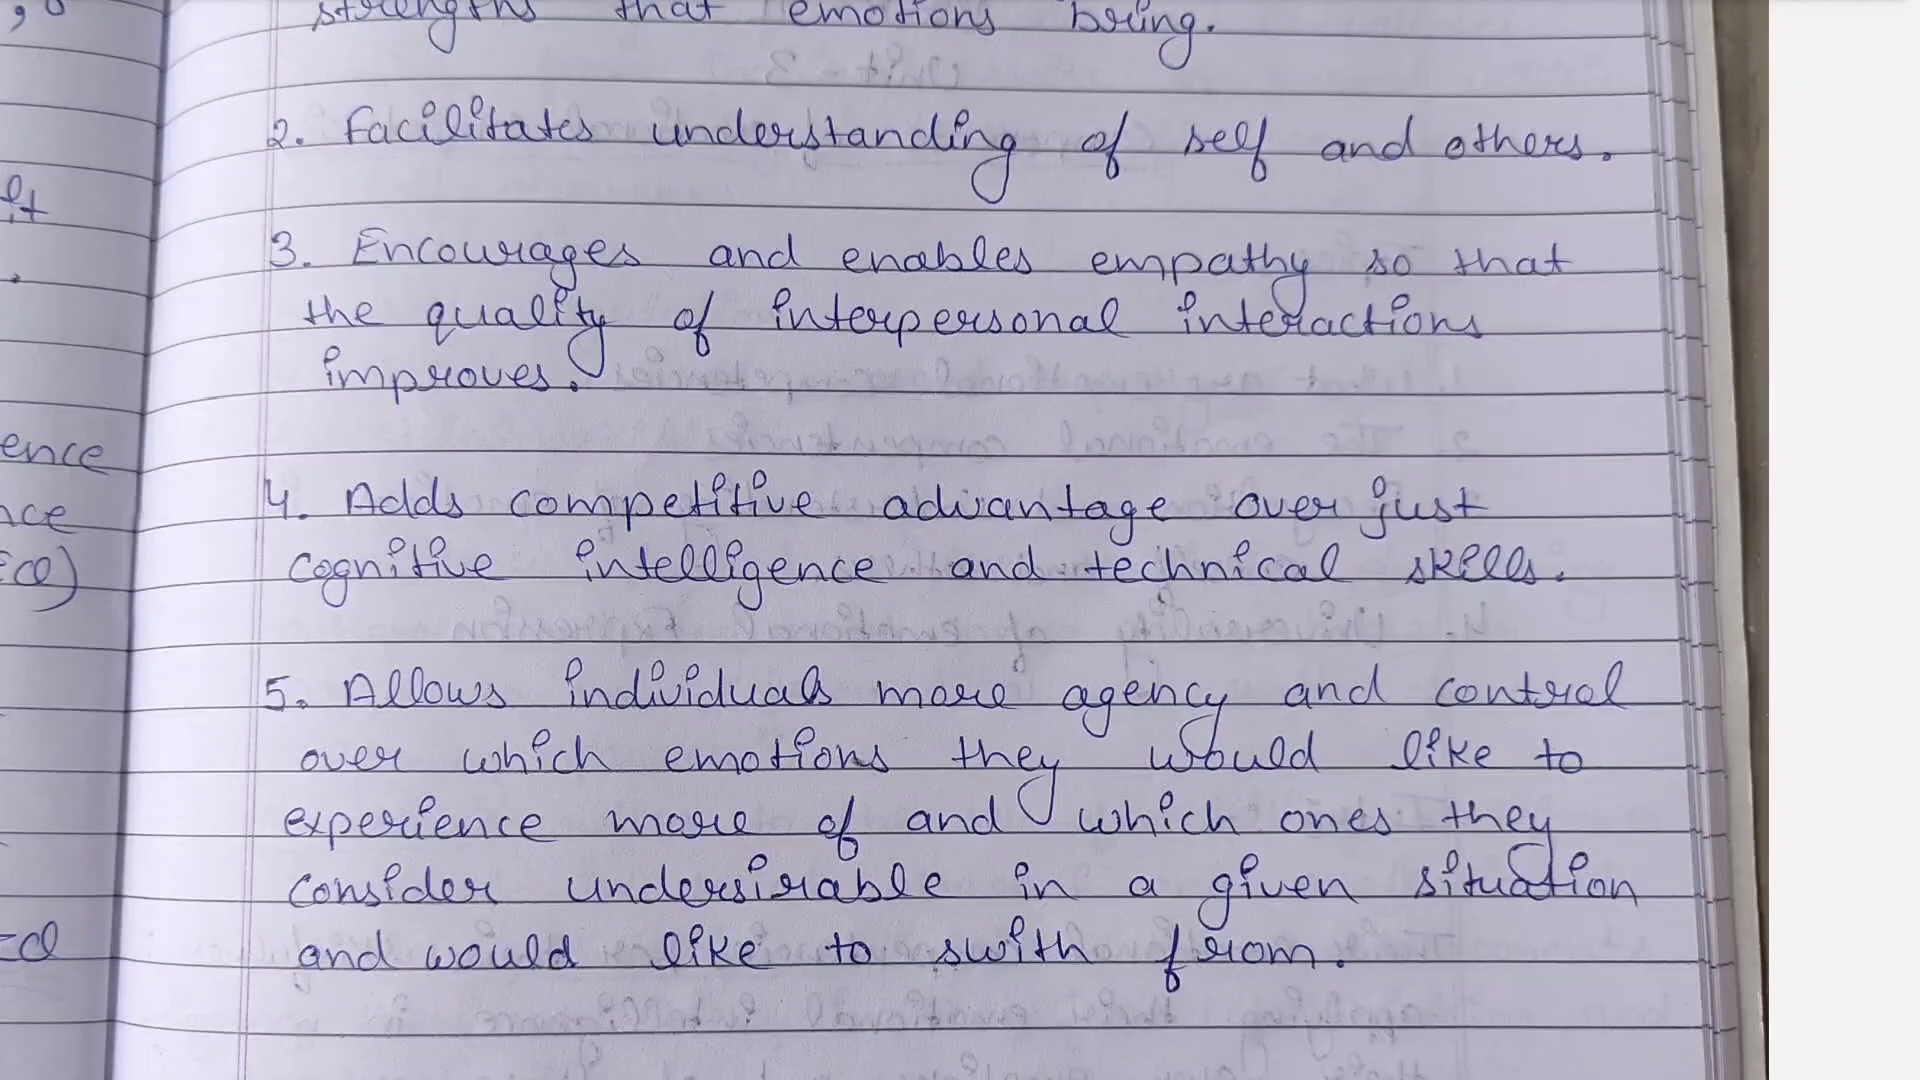 strengths that emotions bring.
2. Facilitates understanding of self and others.
3. Encourages and enables empathy so that
the quality of interpersonal interactions
improves.
4. Adds competitive advantage over just
cognitive intelligence and technical skills.
5. Allows individuals more agency and control
over which emotions they would like to
experience more of and which ones they
consider undersirable in a given situation
and would like to swith from.